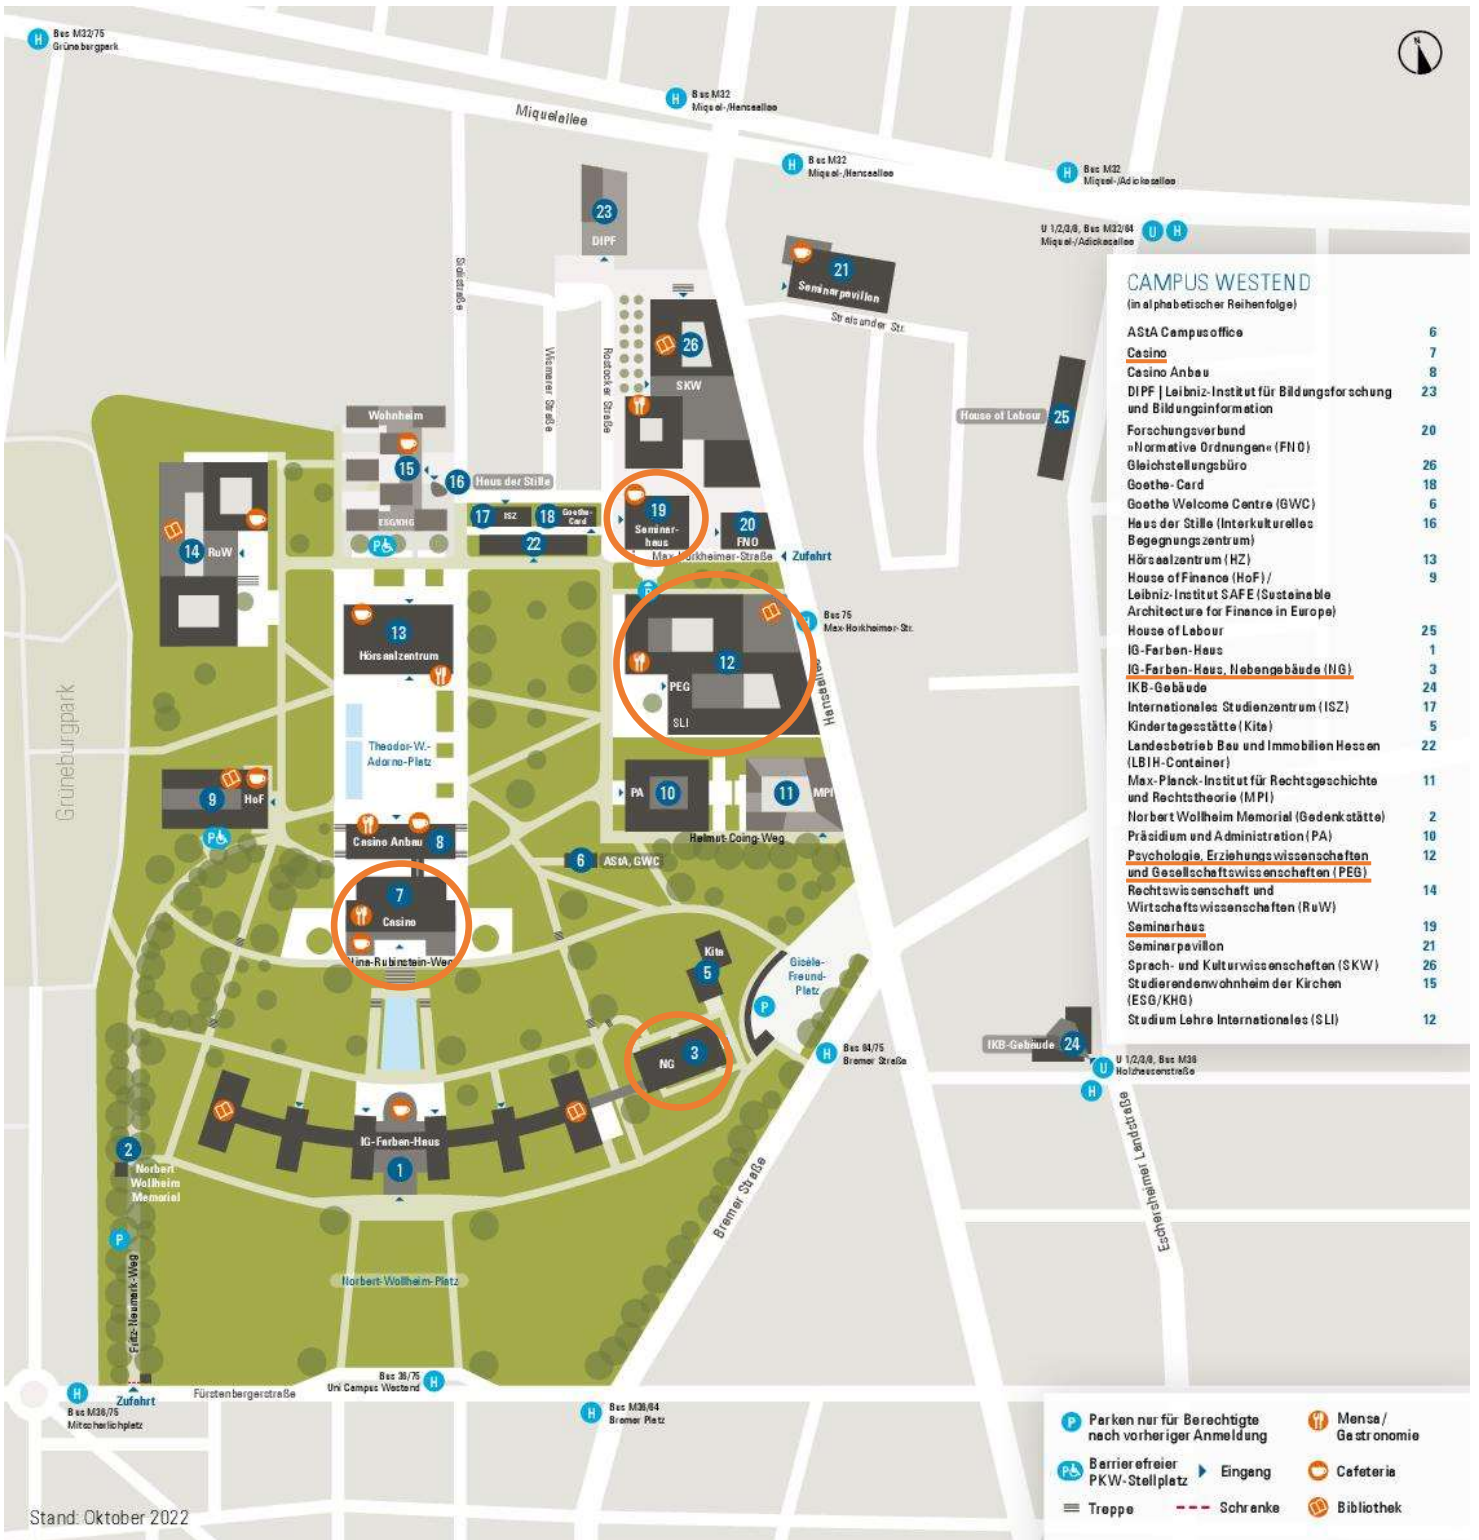 Bus M32/75
Grüneburgpark
Bus M32
Miquel-/Hansaallee
Miquelallee
Bus M32
Miquel-/Hansaallee
Bus M32
Miquel-/Adickesallee
U 1/2/3/8, Bus M32/64
Miquel-/Adickesallee
N
H
U
23
DIPF
21
Seminarpavillon
Stralsunder Str.
Siolistraße
Wismarer Straße
Rostocker Straße
26
SKW
House of Labour 25
Wohnheim
15
16 Haus der Stille
ESG/KHG
17 ISZ
18 Goethe-
Card
22
19
Seminar-
haus
20
FNO
Max-Horkheimer-Straße
Zufahrt
14 RuW
13
Hörsaalzentrum
12
PEG
SLI
Bus 75
Max-Horkheimer-Str.
Hansaallee
Grüneburgpark
Theodor-W.-
Adorno-Platz
9 HoF
PA 10
11 MPI
Helmut-Coing-Weg
Casino Anbau 8
6 AStA, GWC
7
Casino
Nina-Rubinstein-Weg
Kita
5
Gisèle-
Freund-
Platz
P
NG 3
Bus 64/75
Bremer Straße
IKB-Gebäude 24
U 1/2/3/8, Bus M36
Holzhausenstraße
IG-Farben-Haus
1
2
Norbert
Wollheim
Memorial
Bremer Straße
Eschersheimer Landstraße
Fritz-Neumark-Weg
Norbert-Wollheim-Platz
Bus 36/75
Uni Campus Westend
Zufahrt
Fürstenbergerstraße
Bus M36/75
Mitscherlichplatz
Bus M36/64
Bremer Platz
Stand: Oktober 2022
CAMPUS WESTEND
(in alphabetischer Reihenfolge)
AStA Campusoffice 6
Casino 7
Casino Anbau 8
DIPF | Leibniz-Institut für Bildungsforschung 23
und Bildungsinformation
Forschungsverbund 20
»Normative Ordnungen« (FNO)
Gleichstellungsbüro 26
Goethe-Card 18
Goethe Welcome Centre (GWC) 6
Haus der Stille (Interkulturelles 16
Begegnungszentrum)
Hörsaalzentrum (HZ) 13
House of Finance (HoF) / 9
Leibniz-Institut SAFE (Sustainable
Architecture for Finance in Europe)
House of Labour 25
IG-Farben-Haus 1
IG-Farben-Haus, Nebengebäude (NG) 3
IKB-Gebäude 24
Internationales Studienzentrum (ISZ) 17
Kindertagesstätte (Kita) 5
Landesbetrieb Bau und Immobilien Hessen 22
(LBIH-Container)
Max-Planck-Institut für Rechtsgeschichte 11
und Rechtstheorie (MPI)
Norbert Wollheim Memorial (Gedenkstätte) 2
Präsidium und Administration (PA) 10
Psychologie, Erziehungswissenschaften 12
und Gesellschaftswissenschaften (PEG)
Rechtswissenschaft und 14
Wirtschaftswissenschaften (RuW)
Seminarhaus 19
Seminarpavillon 21
Sprach- und Kulturwissenschaften (SKW) 26
Studierendenwohnheim der Kirchen 15
(ESG/KHG)
Studium Lehre Internationales (SLI) 12
P Parken nur für Berechtigte
nach vorheriger Anmeldung
Mensa/
Gastronomie
P Barrierefreier
PKW-Stellplatz
Eingang
Cafeteria
Treppe
Schranke
Bibliothek